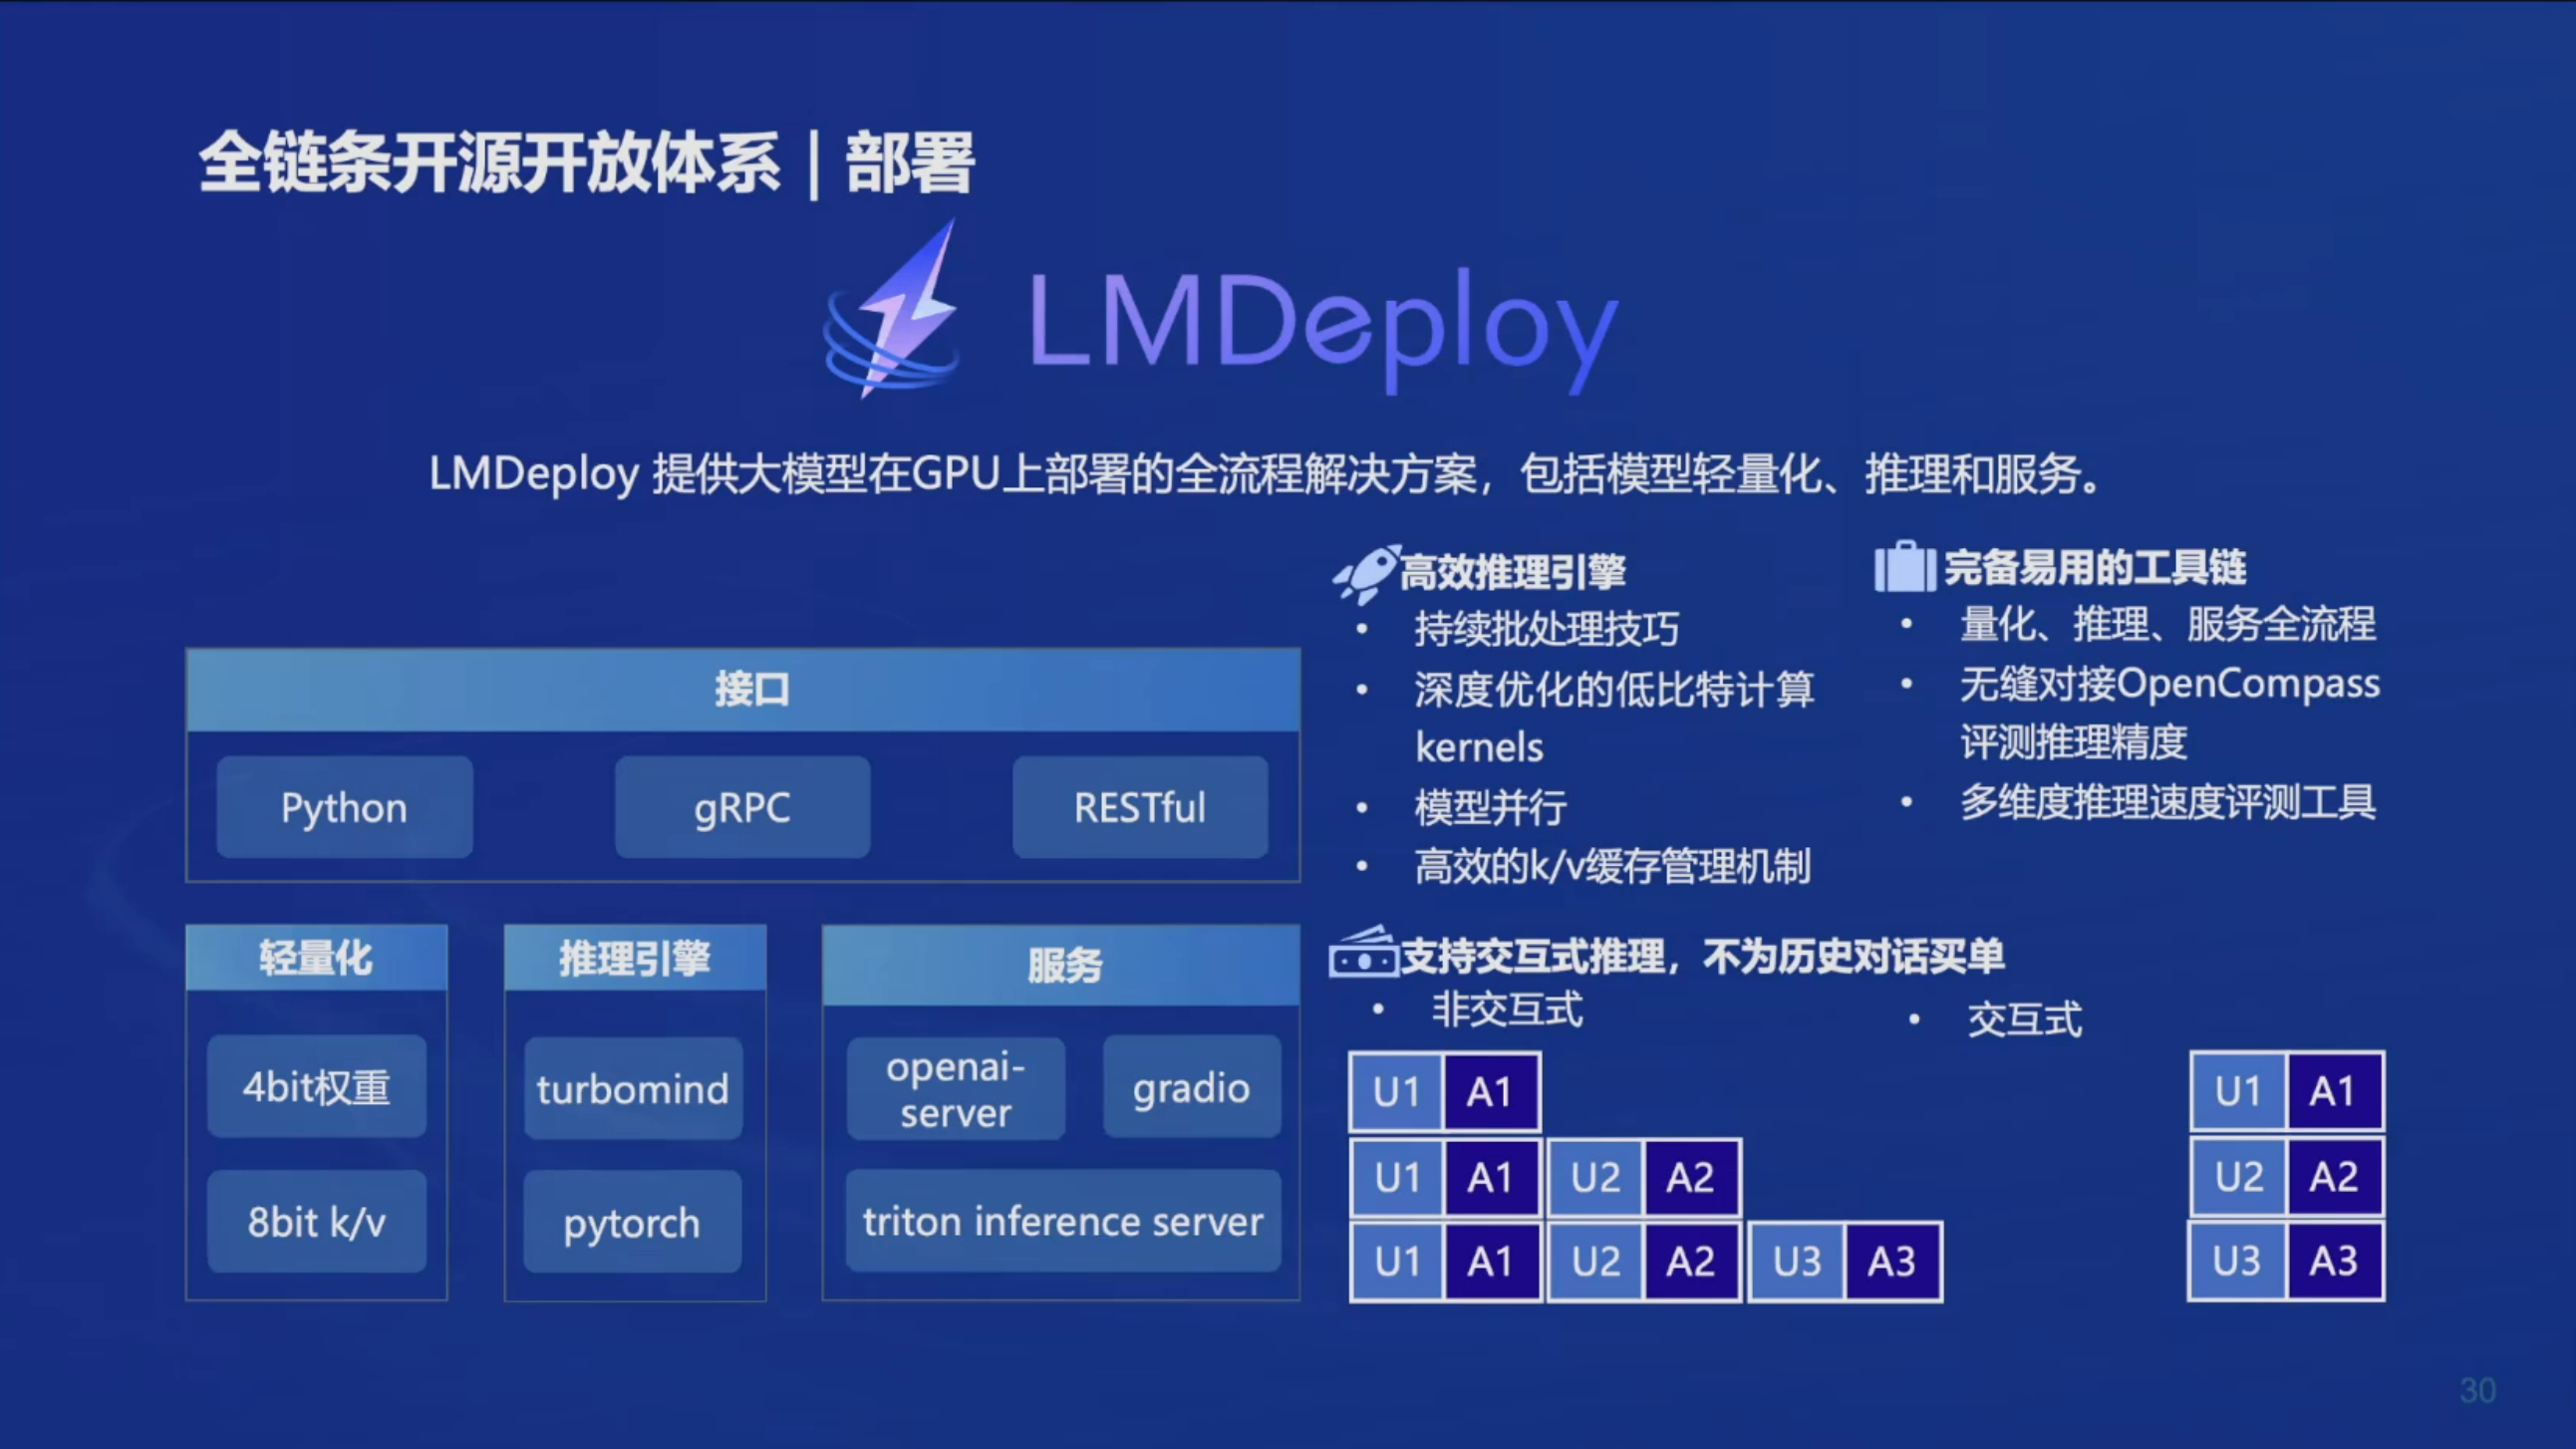 全链条开源开放体系 | 部署
LMDeploy
LMDeploy 提供大模型在GPU上部署的全流程解决方案，包括模型轻量化、推理和服务。
接口
Python
gRPC
RESTful
轻量化
4bit权重
8bit k/v
推理引擎
turbomind
pytorch
服务
openai-
server
gradio
triton inference server
高效推理引擎
• 持续批处理技巧
• 深度优化的低比特计算
kernels
• 模型并行
• 高效的k/v缓存管理机制
完备易用的工具链
• 量化、推理、服务全流程
• 无缝对接OpenCompass
评测推理精度
• 多维度推理速度评测工具
支持交互式推理，不为历史对话买单
• 非交互式
U1 A1
U1 A1 U2 A2
U1 A1 U2 A2 U3 A3
• 交互式
U1 A1
U2 A2
U3 A3
30